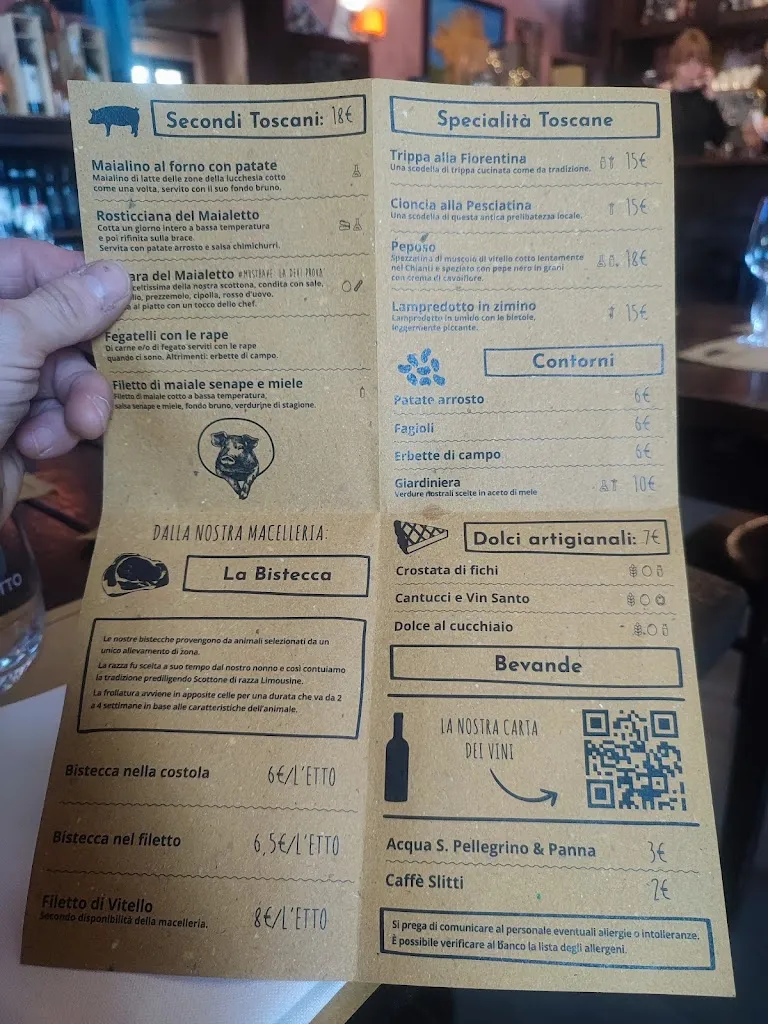 Secondi Toscani: 18€
Maialino al forno con patate
Maialino di latte delle zone della lucchesia cotto
come una volta, servito con il suo fondo bruno.
Rosticciana del Maialetto
Cotta un giorno intero a bassa temperatura
e poi rifinita sulla brace.
Servita con patate arrosto e salsa chimichurri.
ara del Maialetto
celtissima della nostra scottona, condita con sale,
lio, prezzemolo, cipolla, rosso d'uovo.
a al piatto con un tocco dello chef.
Fegatelli con le rape
Di carne e/o di fegato serviti con le rape
quando ci sono. Altrimenti: erbette di campo.
Filetto di maiale senape e miele
Filetto di maiale cotto a bassa temperatura,
salsa senape e miele, fondo bruno, verdurine di stagione.
DALLA NOSTRA MACELLERIA:
La Bistecca
Le nostre bistecche provengono da animali selezionati da un
unico allevamento di zona.
La razza fu scelta a suo tempo dal nostro nonno e così contuiamo
la tradizione prediligendo Scottone di razza Limousine.
La frollatura avviene in apposite celle per una durata che va da 2
a 4 settimane in base alle caratteristiche dell'animale.
Bistecca nella costola 6€/L'ETTO
Bistecca nel filetto 6,5€/L'ETTO
Filetto di Vitello 8€/L'ETTO
Secondo disponibilità della macelleria.
Specialità Toscane
Trippa alla Fiorentina 15€
Una scodella di trippa cucinata come da tradizione.
Cioncia alla Pesciatina 15€
Una scodella di questa antica prelibatezza locale.
Peposo 18€
Spezzatino di muscolo di vitello cotto lentamente
nel Chianti e speziato con pepe nero in grani
con crema di cavolfiore.
Lampredotto in zimino 15€
Lampredotto in umido con le bietole,
leggermente piccante.
Contorni
Patate arrosto 6€
Fagioli 6€
Erbette di campo 6€
Giardiniera 10€
Verdure nostrali scelte in aceto di mele
Dolci artigianali: 7€
Crostata di fichi
Cantucci e Vin Santo
Dolce al cucchiaio
Bevande
LA NOSTRA CARTA
DEI VINI
Acqua S. Pellegrino & Panna 3€
Caffè Slitti 2€
Si prega di comunicare al personale eventuali allergie o intolleranze.
È possibile verificare al banco la lista degli allergeni.